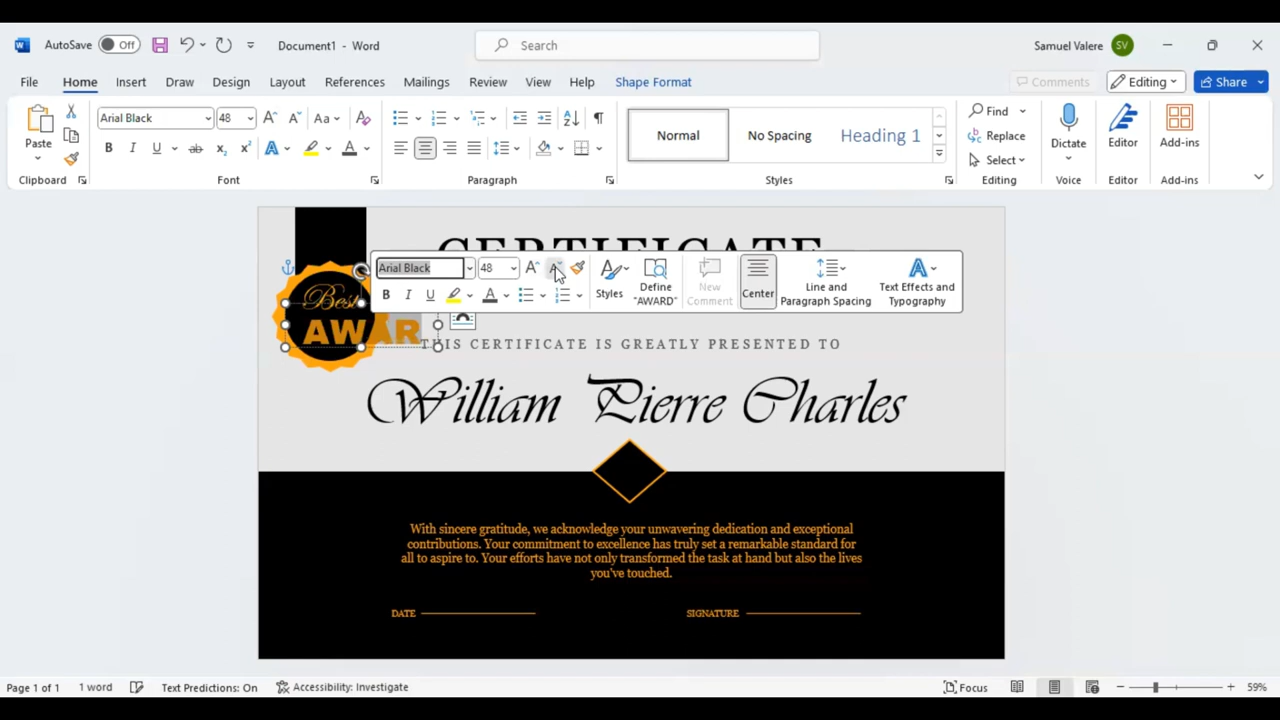 AutoSave Off Document1 - Word Search Samuel Valere SV
File Home Insert Draw Design Layout References Mailings Review View Help Shape Format Comments Editing Share
Paste Arial Black 48 Aa Normal No Spacing Heading 1 Find Replace Select Dictate Editor Add-ins
Clipboard Font Paragraph Styles Editing Voice Editor Add-ins
CERTIFICATE
Arial Black 48 Styles Define "AWARD" New Comment Center Line and Paragraph Spacing Text Effects and Typography
Best
AWAR
THIS CERTIFICATE IS GREATLY PRESENTED TO
William Pierre Charles
With sincere gratitude, we acknowledge your unwavering dedication and exceptional
contributions. Your commitment to excellence has truly set a remarkable standard for
all to aspire to. Your efforts have not only transformed the task at hand but also the lives
you've touched.
DATE SIGNATURE
Page 1 of 1 1 word Text Predictions: On Accessibility: Investigate Focus 59%